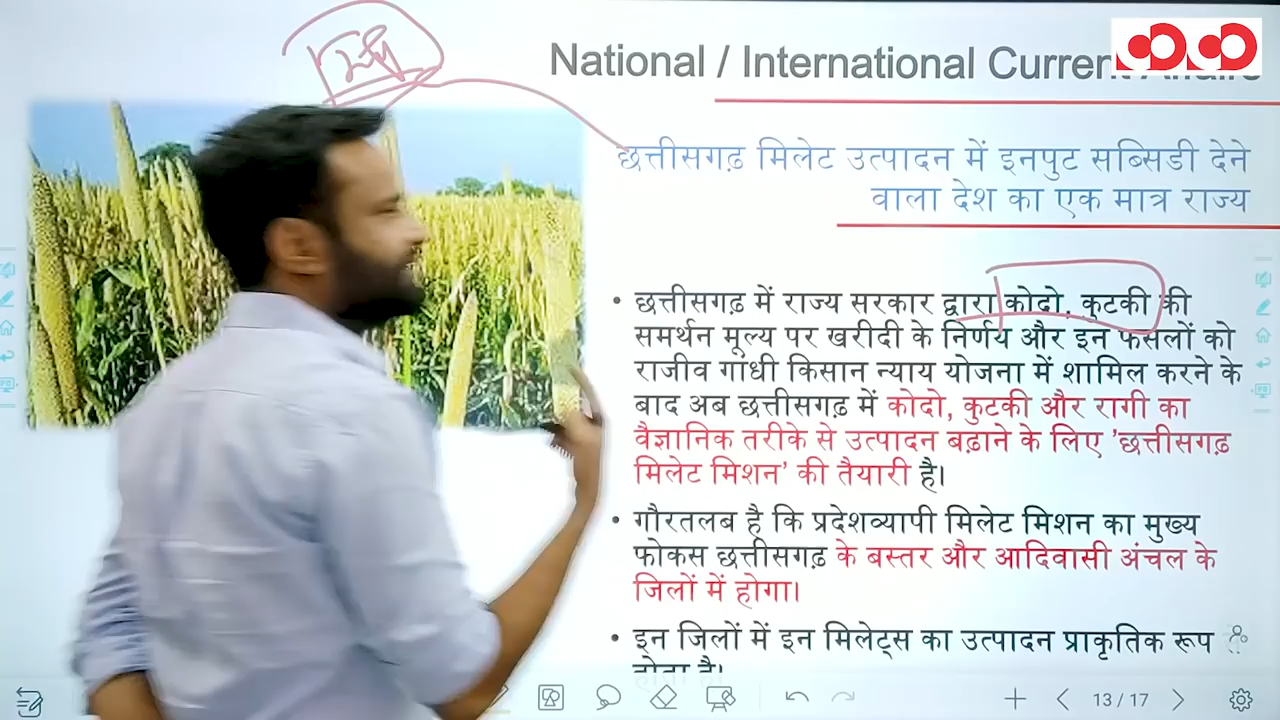 National / International Current Affairs
छत्तीसगढ़ मिलेट उत्पादन में इनपुट सब्सिडी देने
वाला देश का एक मात्र राज्य
• छत्तीसगढ़ में राज्य सरकार द्वारा कोदो, कुटकी की
समर्थन मूल्य पर खरीदी के निर्णय और इन फसलों को
राजीव गांधी किसान न्याय योजना में शामिल करने के
बाद अब छत्तीसगढ़ में कोदो, कुटकी और रागी का
वैज्ञानिक तरीके से उत्पादन बढ़ाने के लिए 'छत्तीसगढ़
मिलेट मिशन' की तैयारी है।
• गौरतलब है कि प्रदेशव्यापी मिलेट मिशन का मुख्य
फोकस छत्तीसगढ़ के बस्तर और आदिवासी अंचल के
जिलों में होगा।
• इन जिलों में इन मिलेट्स का उत्पादन प्राकृतिक रूप
होता है।
13 / 17